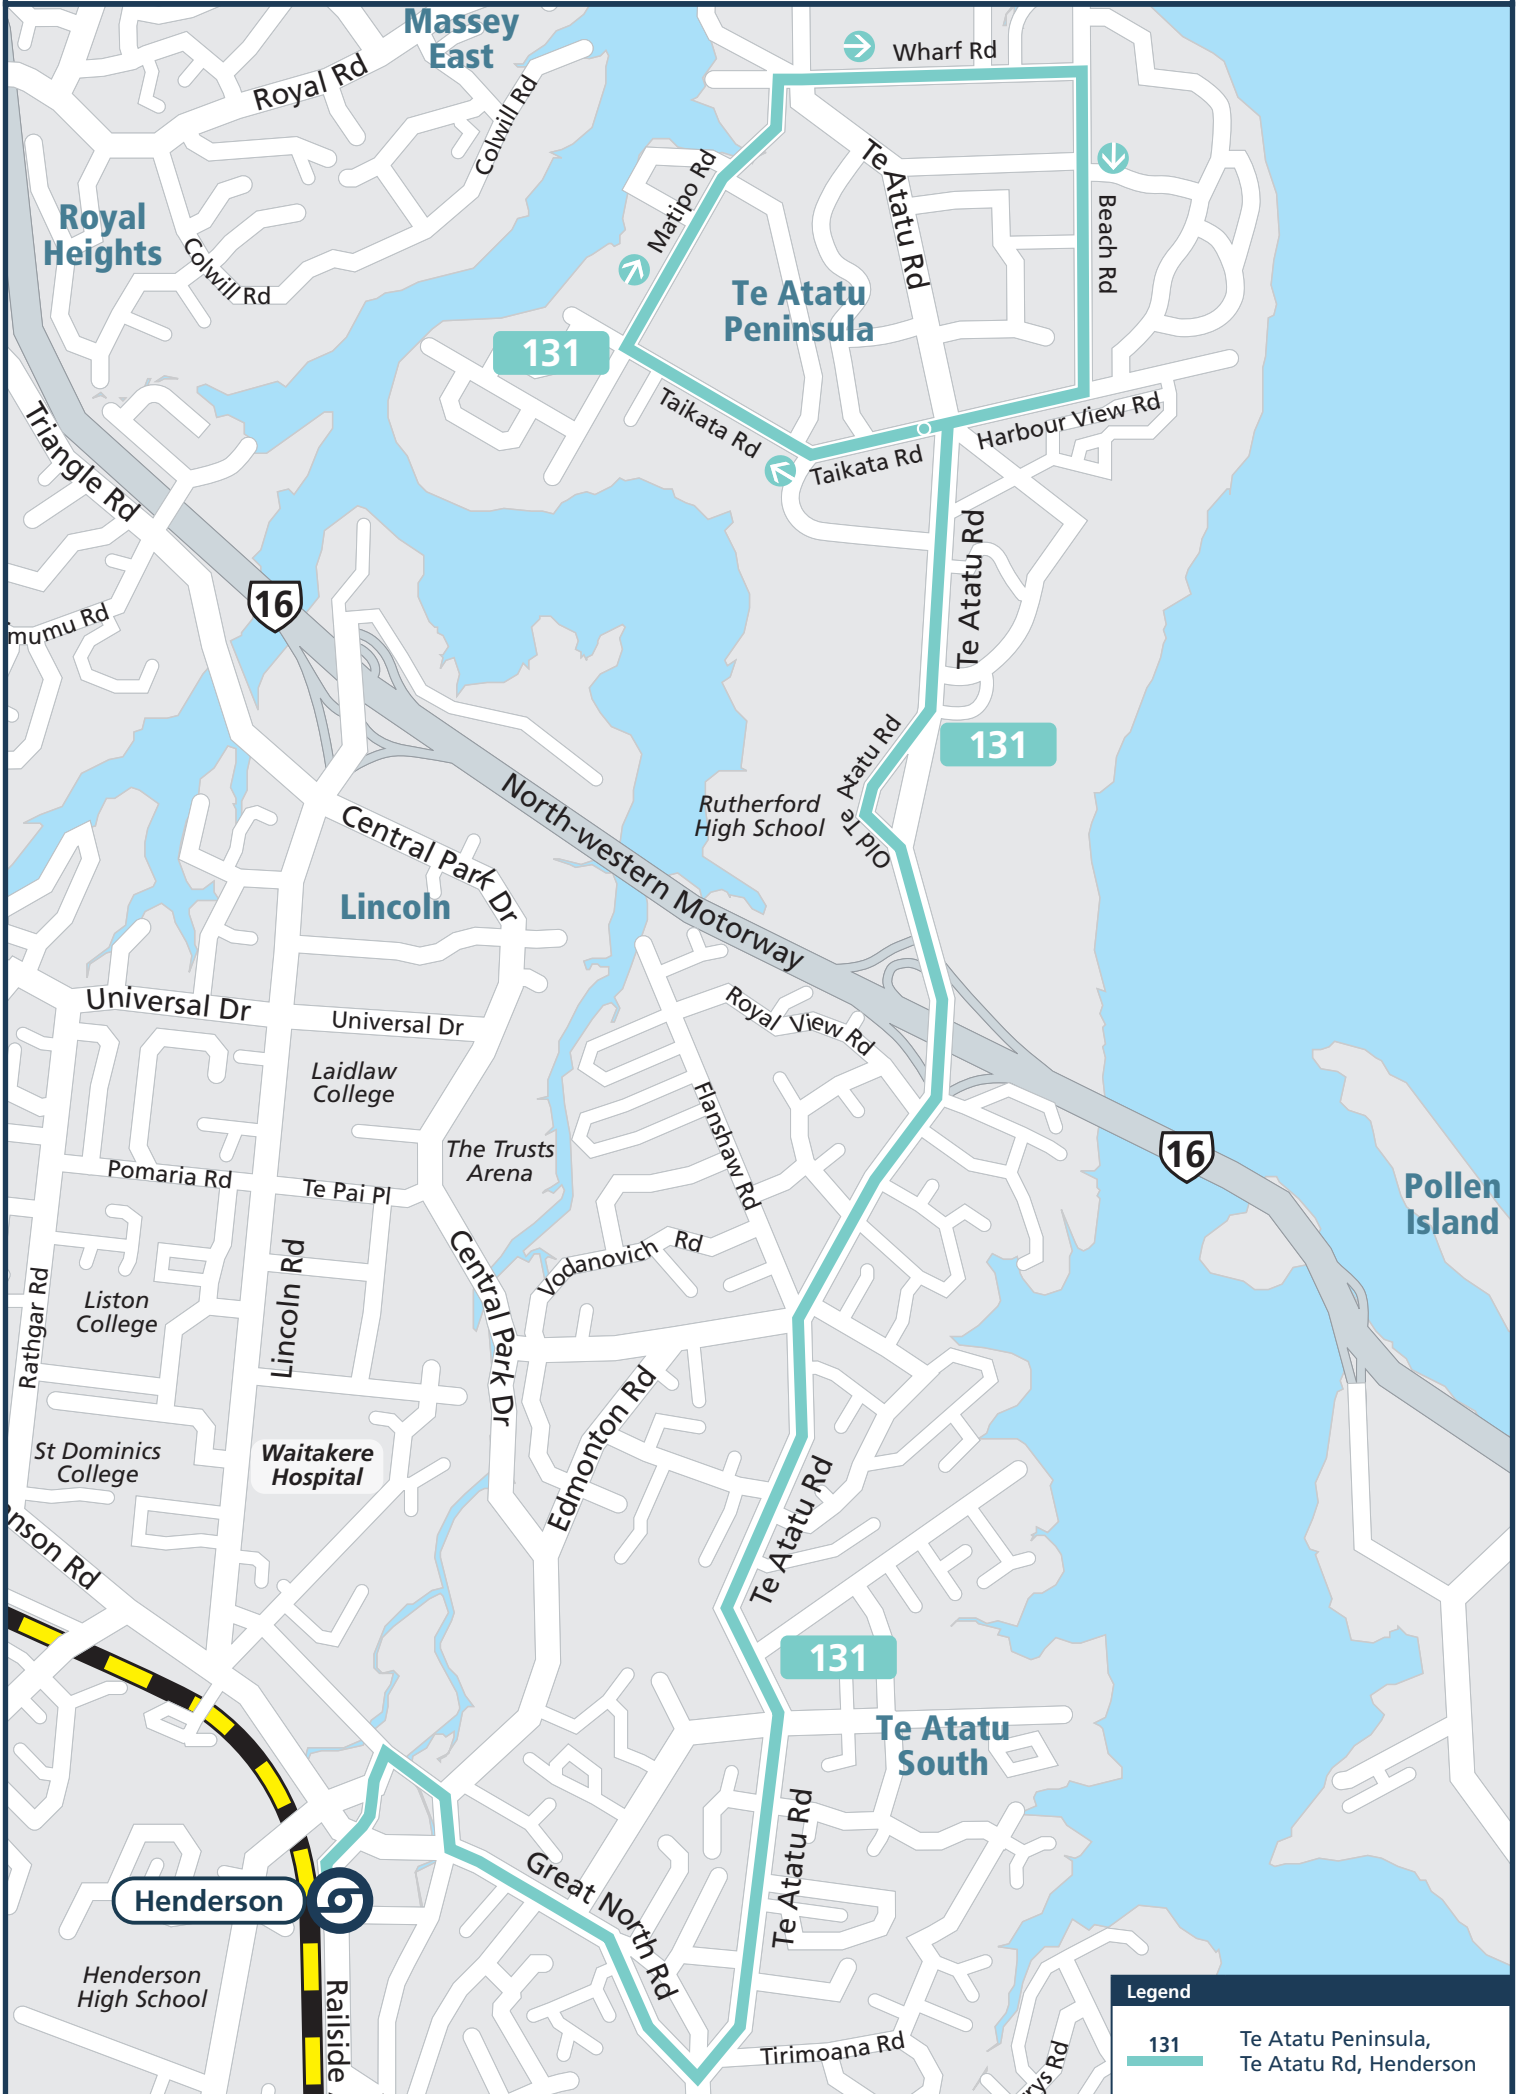 Massey
East
Wharf Rd
Royal Rd
Colwill Rd
Te Atatu Rd
Matipo Rd
Beach Rd
Royal
Heights
Colwill Rd
Te Atatu
Peninsula
131
Taikata Rd
Harbour View Rd
Taikata Rd
Triangle Rd
Te Atatu Rd
16
mumu Rd
Old Te Atatu Rd
131
Rutherford
High School
North-western Motorway
Central Park Dr
Lincoln
Universal Dr
Universal Dr
Royal View Rd
Laidlaw
College
Flanshaw Rd
The Trusts
Arena
16
Pollen
Island
Pomaria Rd
Te Pai Pl
Lincoln Rd
Vodanovich Rd
Central Park Dr
Rathgar Rd
Liston
College
Edmonton Rd
St Dominics
College
Waitakere
Hospital
Te Atatu Rd
nson Rd
131
Te Atatu
South
Te Atatu Rd
Great North Rd
Henderson
Henderson
High School
Railside
Tirimoana Rd
rys Rd
Legend
131
Te Atatu Peninsula,
Te Atatu Rd, Henderson